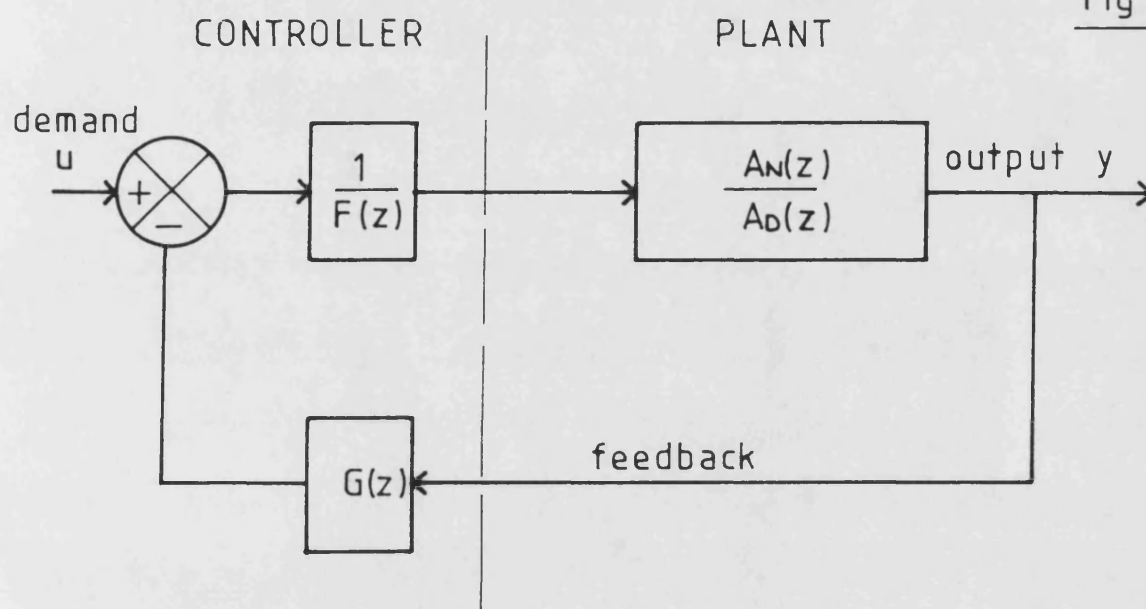 Fig
CONTROLLER
PLANT
demand
u
+
−
1
F(z)
AN(z)
AD(z)
output y
G(z)
feedback